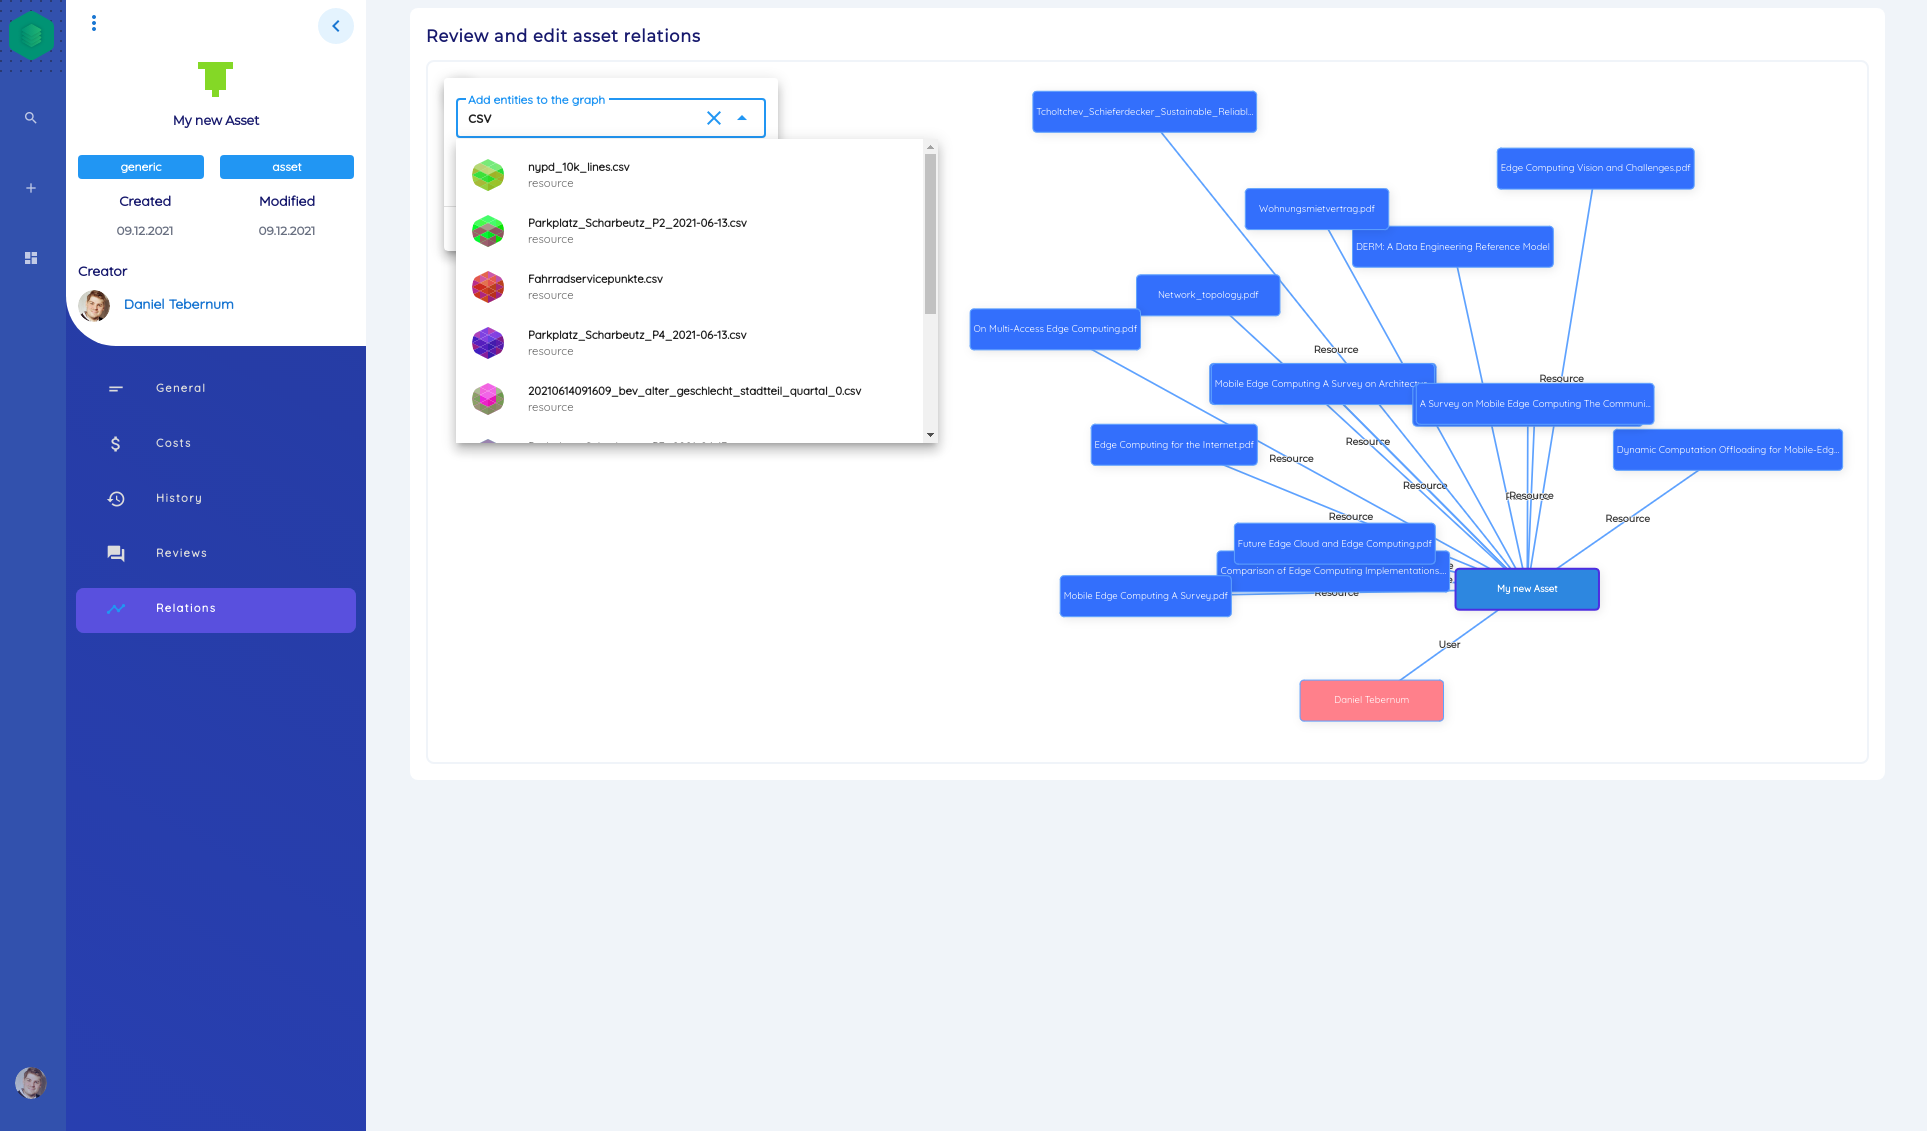 My new Asset
generic
asset
Created
Modified
09.12.2021
09.12.2021
Creator
Daniel Tebernum
General
Costs
History
Reviews
Relations
Review and edit asset relations
Add entities to the graph
CSV
nypd_10k_lines.csv
resource
Parkplatz_Scharbeutz_P2_2021-06-13.csv
resource
Fahrradservicepunkte.csv
resource
Parkplatz_Scharbeutz_P4_2021-06-13.csv
resource
20210614091609_bev_alter_geschlecht_stadtteil_quartal_0.csv
resource
Tcholtchev_Schieferdecker_Sustainable_Reliabl...
Edge Computing Vision and Challenges.pdf
Wohnungsmietvertrag.pdf
DERM: A Data Engineering Reference Model
Network_topology.pdf
On Multi-Access Edge Computing.pdf
Resource
Resource
Mobile Edge Computing A Survey on Architectu...
A Survey on Mobile Edge Computing The Communi...
Resource
Edge Computing for the Internet.pdf
Resource
Dynamic Computation Offloading for Mobile-Edg...
Resource
Resource
Resource
Resource
Future Edge Cloud and Edge Computing.pdf
Comparison of Edge Computing Implementations....
Resource
Mobile Edge Computing A Survey.pdf
My new Asset
User
Daniel Tebernum